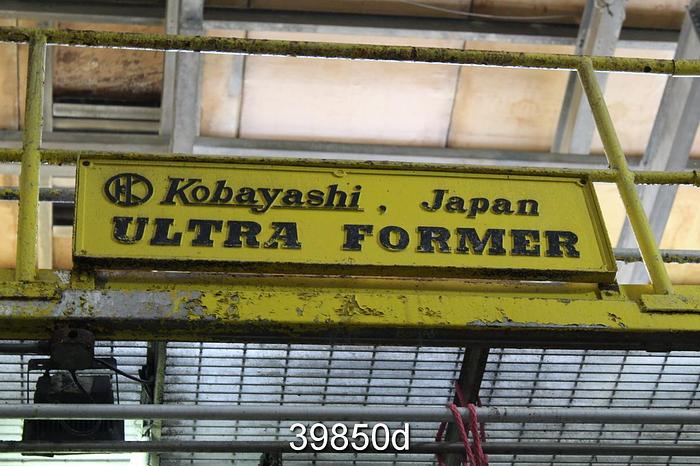 Kobayashi, Japan
ULTRA FORMER
39850d